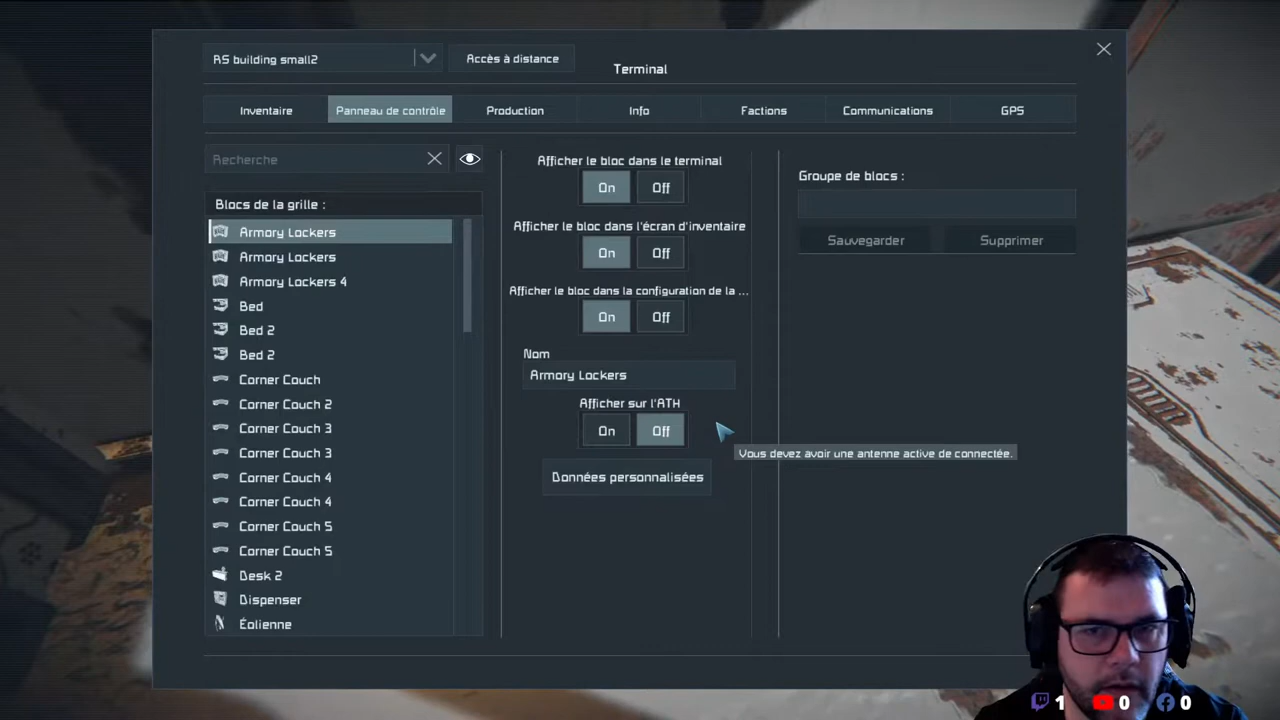 RS building small2
Accès à distance
Terminal
Inventaire
Panneau de contrôle
Production
Info
Factions
Communications
GPS
Recherche
Blocs de la grille :
Armory Lockers
Armory Lockers
Armory Lockers 4
Bed
Bed 2
Bed 2
Corner Couch
Corner Couch 2
Corner Couch 3
Corner Couch 3
Corner Couch 4
Corner Couch 4
Corner Couch 5
Corner Couch 5
Desk 2
Dispenser
Éolienne
Afficher le bloc dans le terminal
On Off
Afficher le bloc dans l'écran d'inventaire
On Off
Afficher le bloc dans la configuration de la ...
On Off
Nom
Armory Lockers
Afficher sur l'ATH
On Off
Vous devez avoir une antenne active de connectée.
Données personnalisées
Groupe de blocs :
Sauvegarder
Supprimer
1 0 0